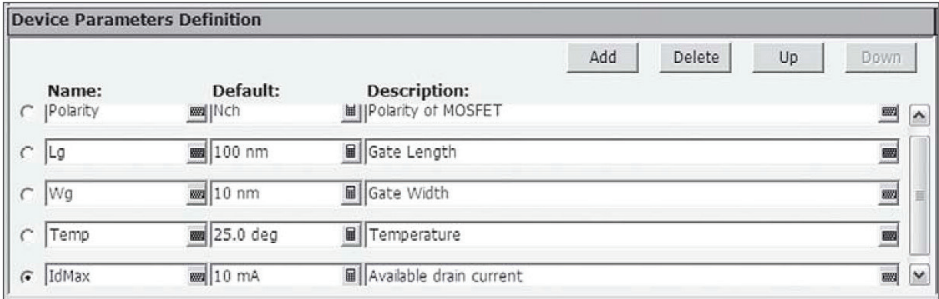 Device Parameters Definition
Add Delete Up Down
Name: Default: Description:
Polarity Nch Polarity of MOSFET
Lg 100 nm Gate Length
Wg 10 nm Gate Width
Temp 25.0 deg Temperature
IdMax 10 mA Available drain current